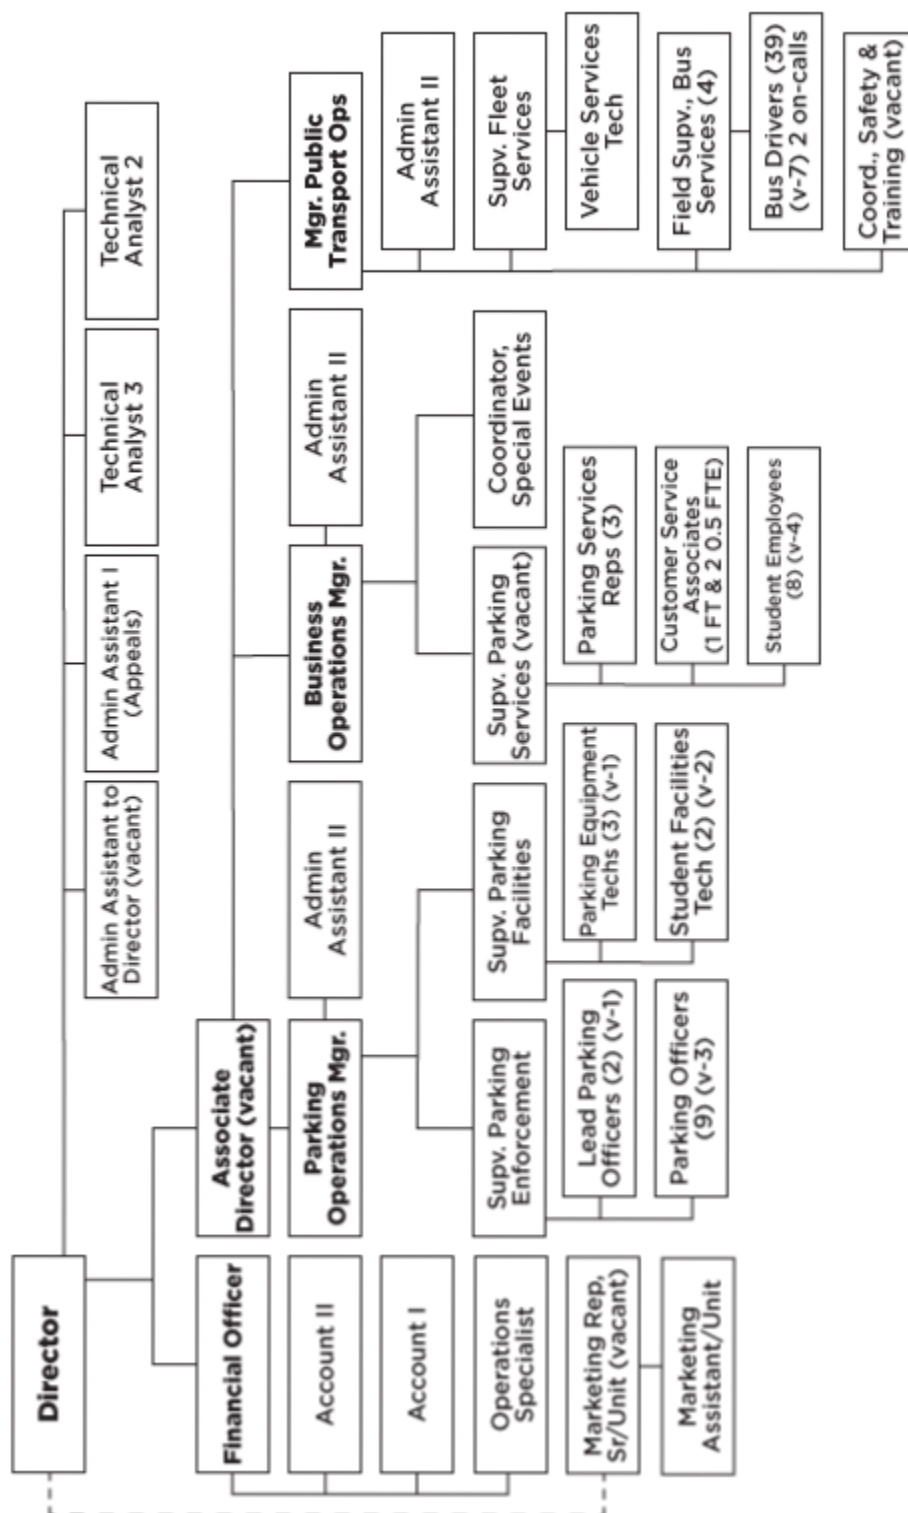 Director
Admin Assistant to
Director (vacant)
Admin Assistant I
(Appeals)
Technical
Analyst 3
Technical
Analyst 2
Financial Officer
Account II
Account I
Operations
Specialist
Marketing Rep,
Sr/Unit (vacant)
Marketing
Assistant/Unit
Associate
Director (vacant)
Parking
Operations Mgr.
Admin
Assistant II
Supv. Parking
Enforcement
Lead Parking
Officers (2) (v-1)
Parking Officers
(9) (v-3)
Supv. Parking
Facilities
Parking Equipment
Techs (3) (v-1)
Student Facilities
Tech (2) (v-2)
Business
Operations Mgr.
Admin
Assistant II
Supv. Parking
Services (vacant)
Parking Services
Reps (3)
Customer Service
Associates
(1 FT & 2 0.5 FTE)
Student Employees
(8) (v-4)
Coordinator,
Special Events
Mgr. Public
Transport Ops
Admin
Assistant II
Supv. Fleet
Services
Vehicle Services
Tech
Field Supv., Bus
Services (4)
Bus Drivers (39)
(v-7) 2 on-calls
Coord., Safety &
Training (vacant)